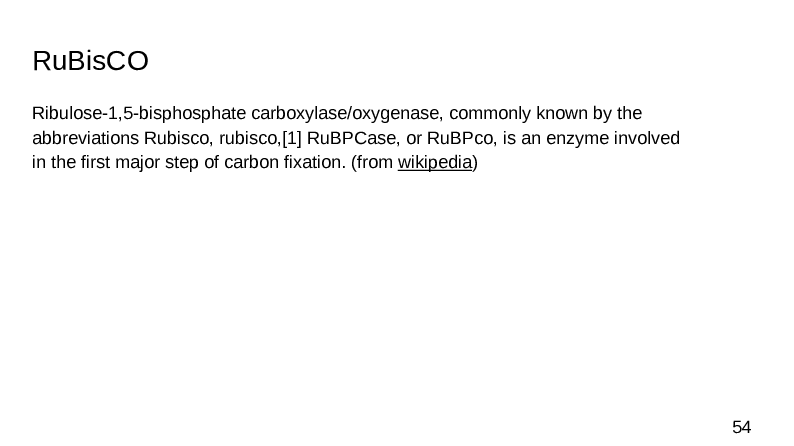 RuBisCO
Ribulose-1,5-bisphosphate carboxylase/oxygenase, commonly known by the
abbreviations Rubisco, rubisco,[1] RuBPCase, or RuBPco, is an enzyme involved
in the first major step of carbon fixation. (from wikipedia)
54